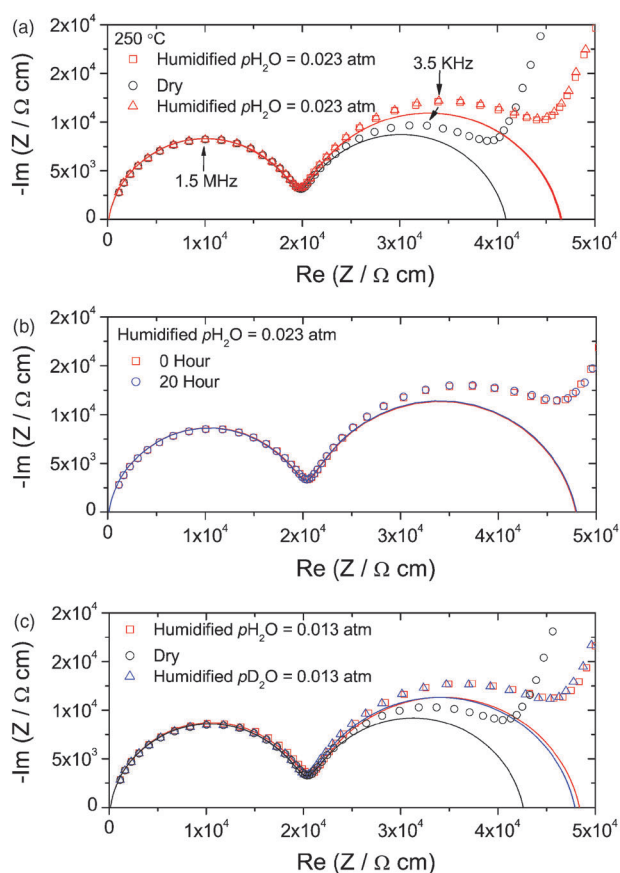 (a)
250 °C
Humidified pH₂O = 0.023 atm
Dry
Humidified pH₂O = 0.023 atm
3.5 KHz
1.5 MHz
2x10⁴
2x10⁴
1x10⁴
5x10³
0
-Im (Z / Ω cm)
0 1x10⁴ 2x10⁴ 3x10⁴ 4x10⁴ 5x10⁴
Re (Z / Ω cm)
(b)
Humidified pH₂O = 0.023 atm
0 Hour
20 Hour
2x10⁴
2x10⁴
1x10⁴
5x10³
0
-Im (Z / Ω cm)
0 1x10⁴ 2x10⁴ 3x10⁴ 4x10⁴ 5x10⁴
Re (Z / Ω cm)
(c)
Humidified pH₂O = 0.013 atm
Dry
Humidified pD₂O = 0.013 atm
2x10⁴
2x10⁴
1x10⁴
5x10³
0
-Im (Z / Ω cm)
0 1x10⁴ 2x10⁴ 3x10⁴ 4x10⁴ 5x10⁴
Re (Z / Ω cm)